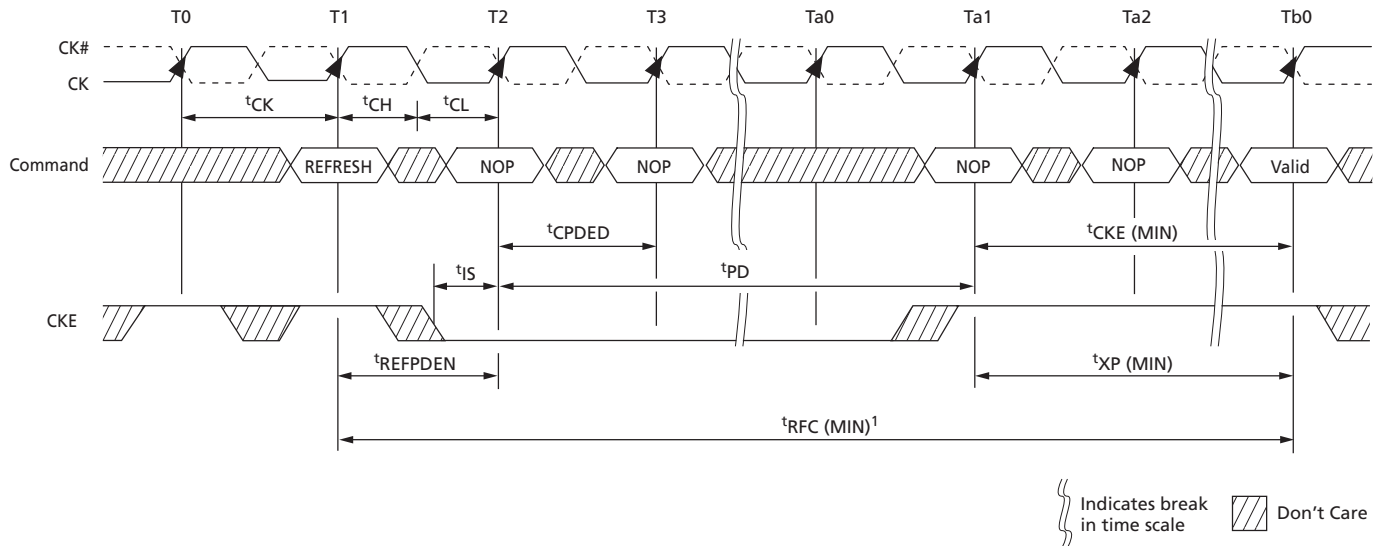 T0 T1 T2 T3 Ta0 Ta1 Ta2 Tb0
CK#
CK
tCK tCH tCL
Command REFRESH NOP NOP NOP NOP Valid
tCPDED tCKE (MIN)
tIS tPD
CKE
tREFPDEN tXP (MIN)
tRFC (MIN)1
Indicates break
in time scale
Don't Care